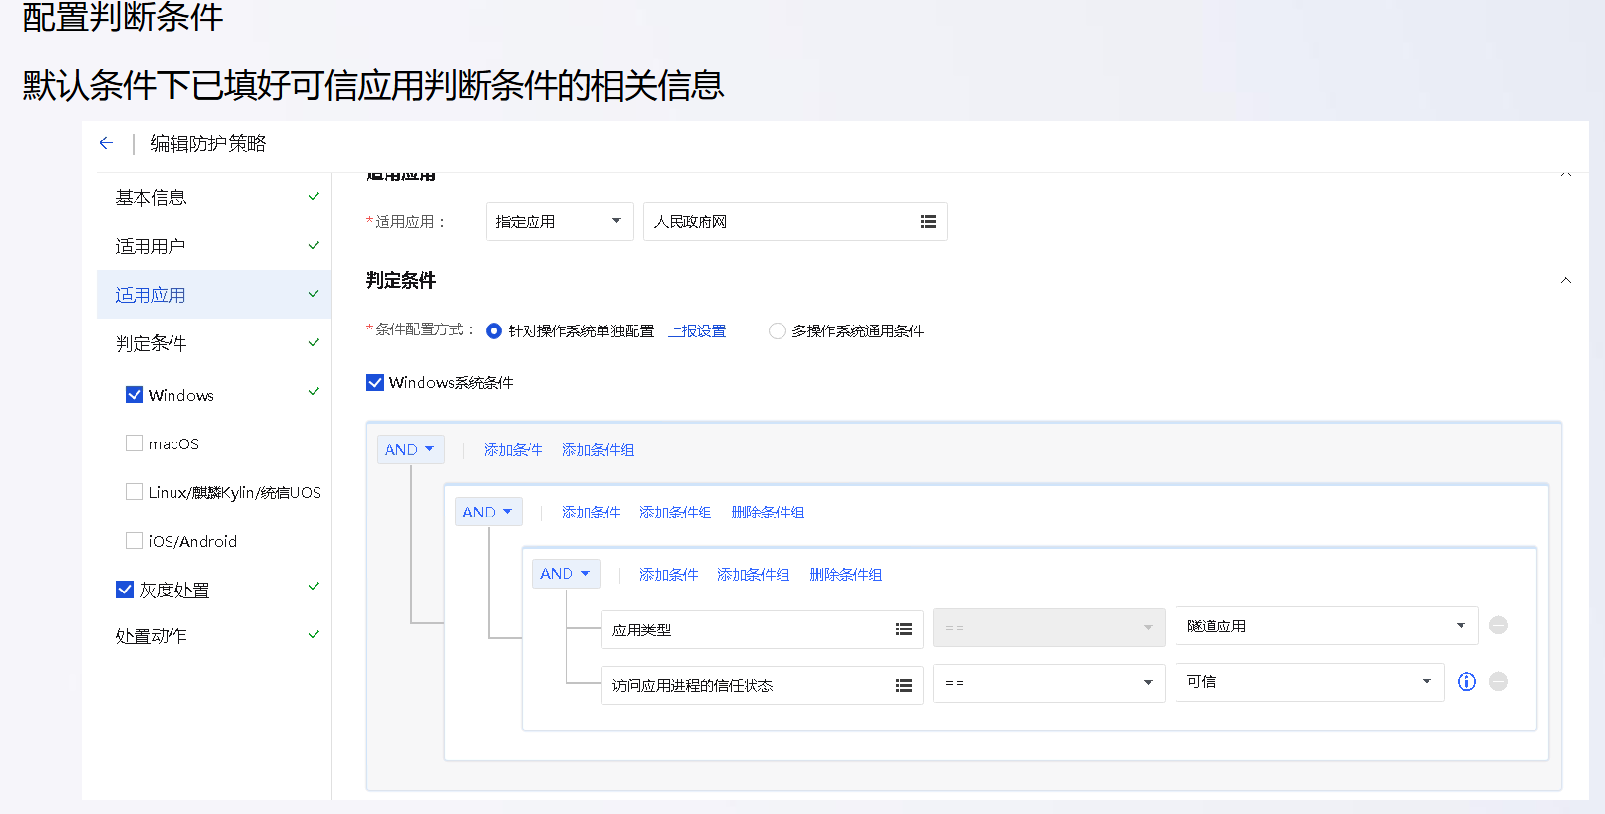 配置判断条件
默认条件下已填好可信应用判断条件的相关信息
编辑防护策略
基本信息
适用用户
适用应用
判定条件
Windows
macOS
Linux/麒麟Kylin/统信UOS
iOS/Android
灰度处置
处置动作
适用应用
*适用应用： 指定应用 人民政府网
判定条件
*条件配置方式： 针对操作系统单独配置 上报设置 多操作系统通用条件
Windows系统条件
AND 添加条件 添加条件组
AND 添加条件 添加条件组 删除条件组
AND 添加条件 添加条件组 删除条件组
应用类型 == 隧道应用
访问应用进程的信任状态 == 可信